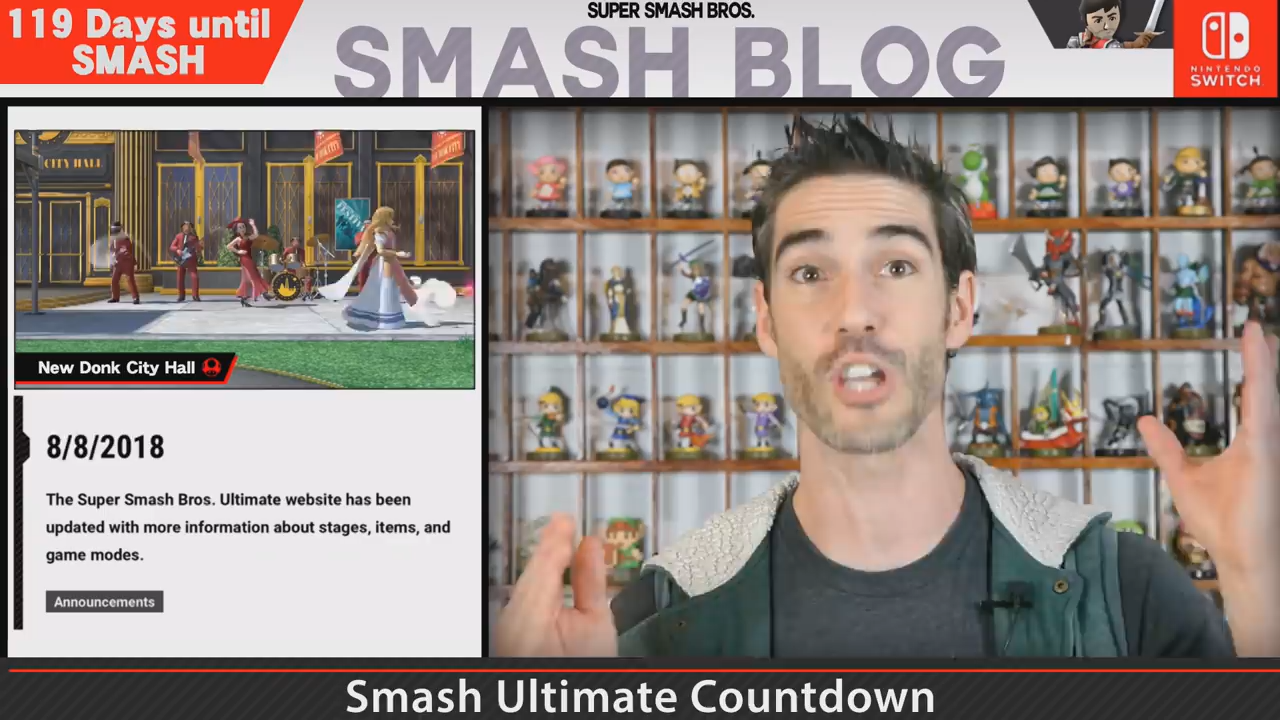 119 Days until
SMASH
SUPER SMASH BROS.
SMASH BLOG
NINTENDO
SWITCH
CITY HALL
New Donk City Hall
8/8/2018
The Super Smash Bros. Ultimate website has been
updated with more information about stages, items, and
game modes.
Announcements
Smash Ultimate Countdown